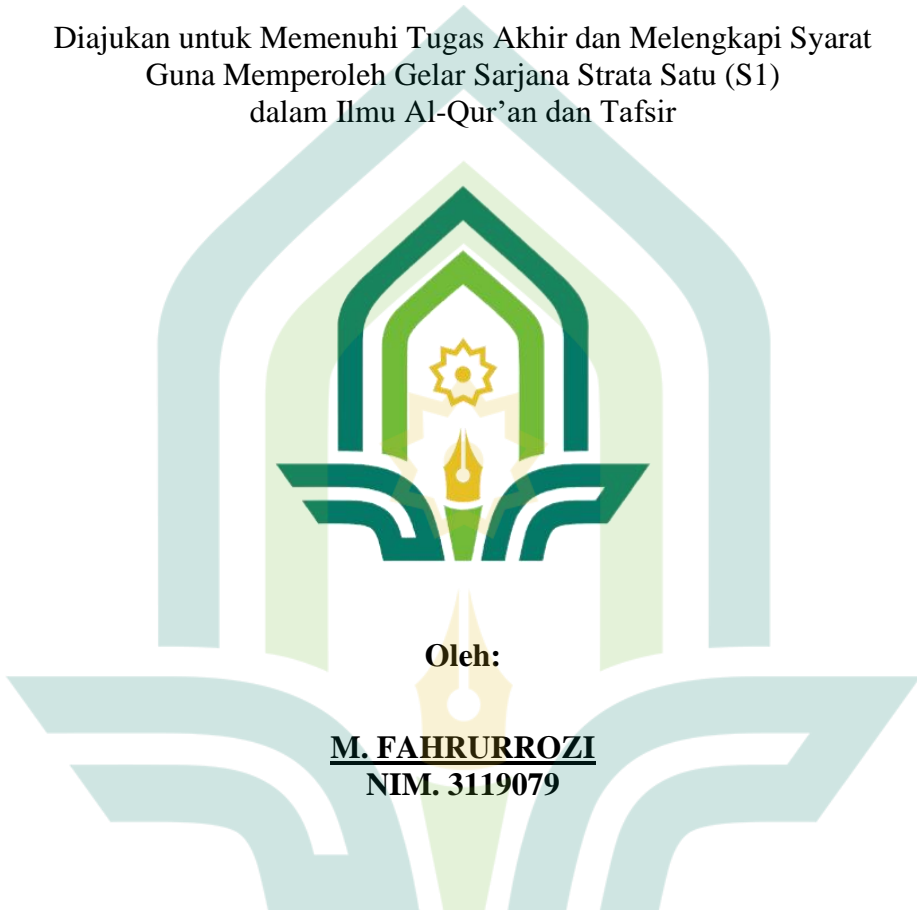 Diajukan untuk Memenuhi Tugas Akhir dan Melengkapi Syarat
Guna Memperoleh Gelar Sarjana Strata Satu (S1)
dalam Ilmu Al-Qur’an dan Tafsir
Oleh:
M. FAHRURROZI
NIM. 3119079